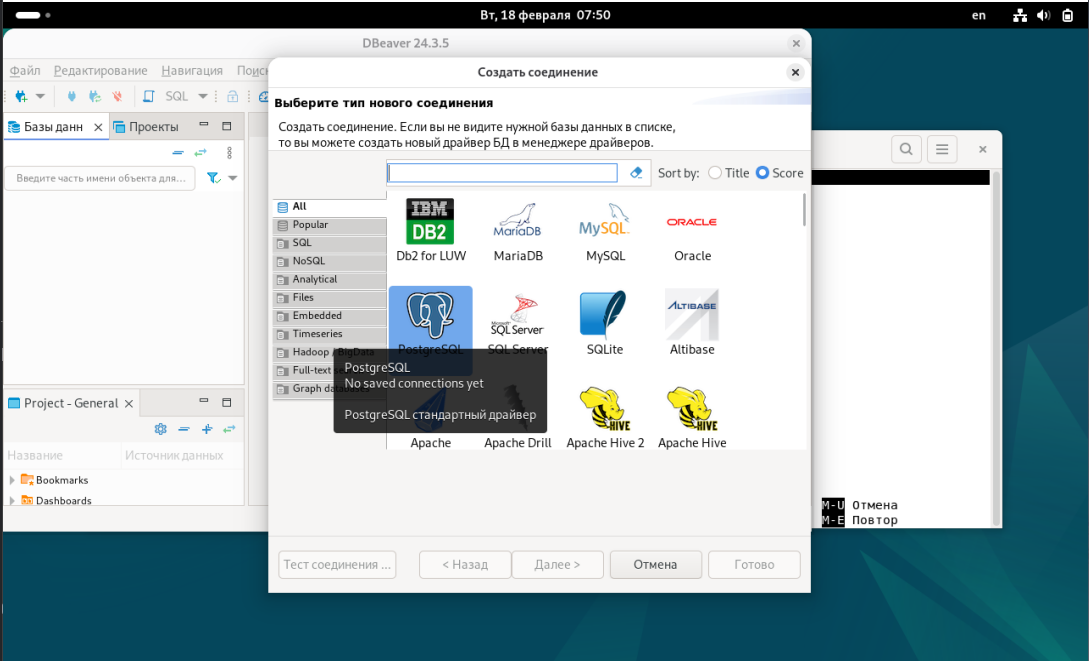 Вт, 18 февраля 07:50
en
DBeaver 24.3.5
Файл Редактирование Навигация Поиск
SQL
Базы данн
Проекты
Введите часть имени объекта для...
Project - General
Название
Источник данных
Bookmarks
Dashboards
Создать соединение
Выберите тип нового соединения
Создать соединение. Если вы не видите нужной базы данных в списке,
то вы можете создать новый драйвер БД в менеджере драйверов.
Sort by: Title Score
All
Popular
SQL
NoSQL
Analytical
Files
Embedded
Timeseries
Hadoop / BigData
Full-text se
Graph databases
IBM
DB2
MariaDB
MySQL
ORACLE
Db2 for LUW
MariaDB
MySQL
Oracle
Microsoft
SQL Server
ALTIBASE
PostgreSQL
SQL Server
SQLite
Altibase
PostgreSQL
No saved connections yet
PostgreSQL стандартный драйвер
HIVE
HIVE
Apache
Apache Drill
Apache Hive 2
Apache Hive
Тест соединения ...
< Назад
Далее >
Отмена
Готово
M-U Отмена
M-E Повтор